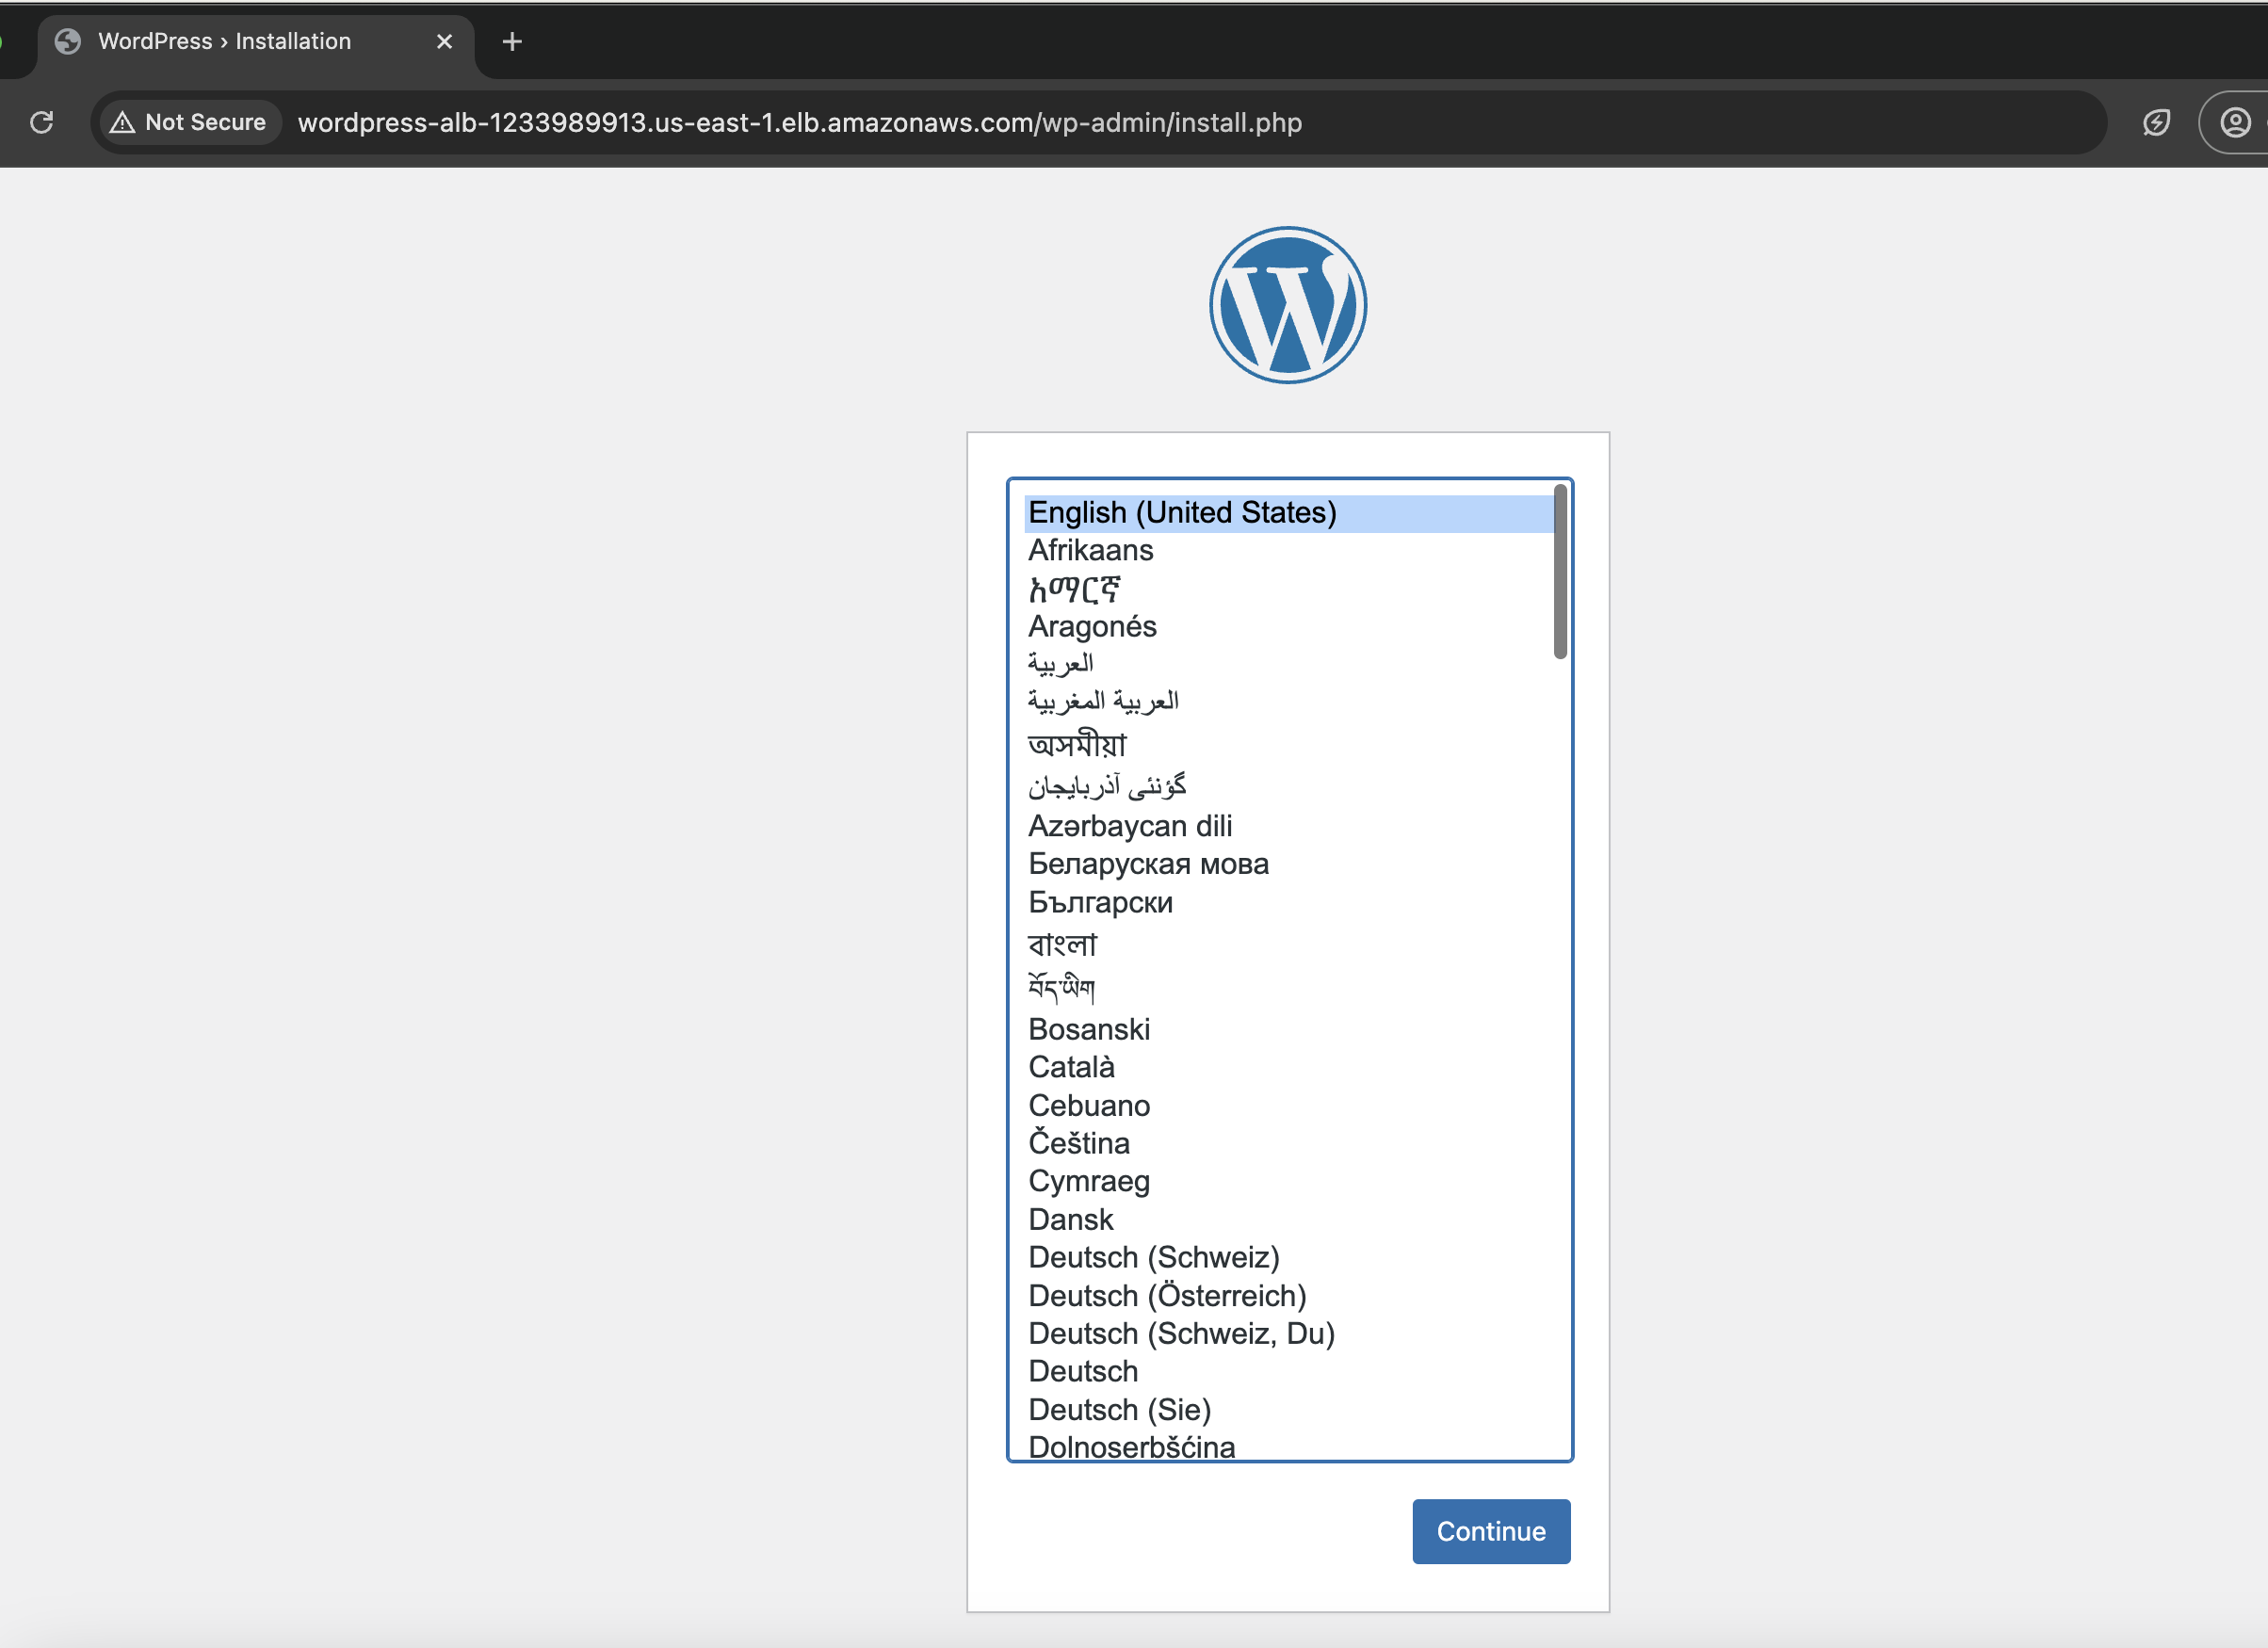 WordPress › Installation
Not Secure
wordpress-alb-1233989913.us-east-1.elb.amazonaws.com/wp-admin/install.php
English (United States)
Afrikaans
አማርኛ
Aragonés
العربية
العربية المغربية
অসমীয়া
گؤنئی آذربایجان
Azərbaycan dili
Беларуская мова
Български
বাংলা
བོད་ཡིག
Bosanski
Català
Cebuano
Čeština
Cymraeg
Dansk
Deutsch (Schweiz)
Deutsch (Österreich)
Deutsch (Schweiz, Du)
Deutsch
Deutsch (Sie)
Dolnoserbšćina
Continue